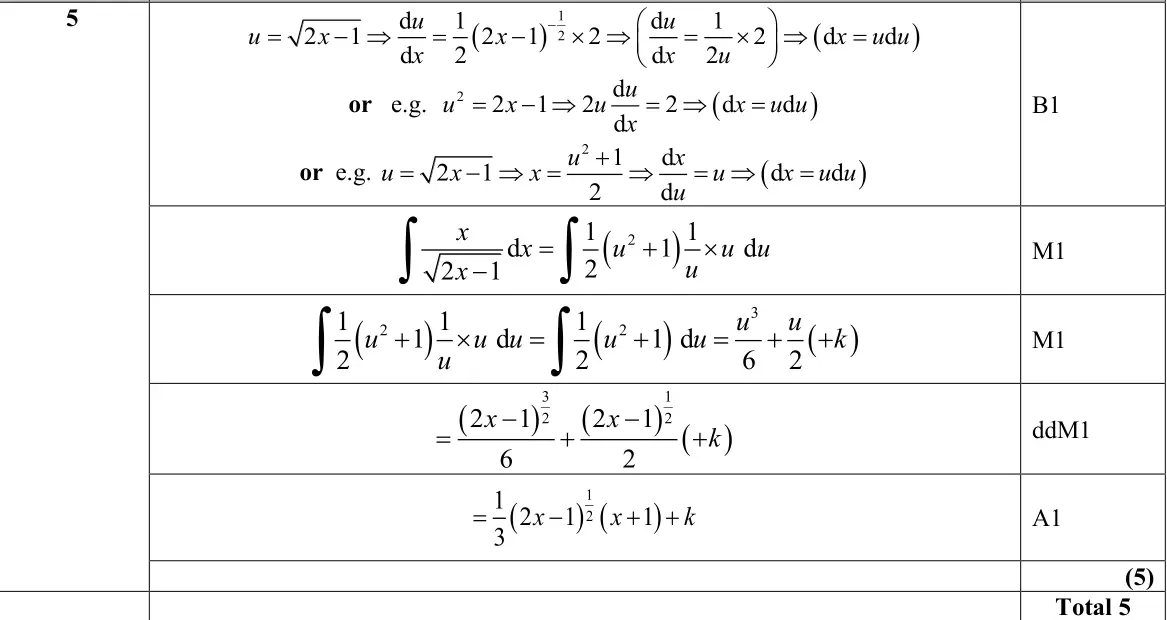 5
u = √(2x−1) ⇒ du/dx = 1/2 (2x−1)^(−1/2) × 2 ⇒ (du/dx = 1/(2u) × 2) ⇒ (dx = udu)
or e.g. u² = 2x−1 ⇒ 2u du/dx = 2 ⇒ (dx = udu)
B1
or e.g. u = √(2x−1) ⇒ x = (u²+1)/2 ⇒ dx/du = u ⇒ (dx = udu)
∫ x/√(2x−1) dx = ∫ 1/2 (u²+1) 1/u × u du
M1
∫ 1/2 (u²+1) 1/u × u du = ∫ 1/2 (u²+1) du = u³/6 + u/2 (+k)
M1
= (2x−1)^(3/2)/6 + (2x−1)^(1/2)/2 (+k)
ddM1
= 1/3 (2x−1)^(1/2) (x+1) + k
A1
(5)
Total 5